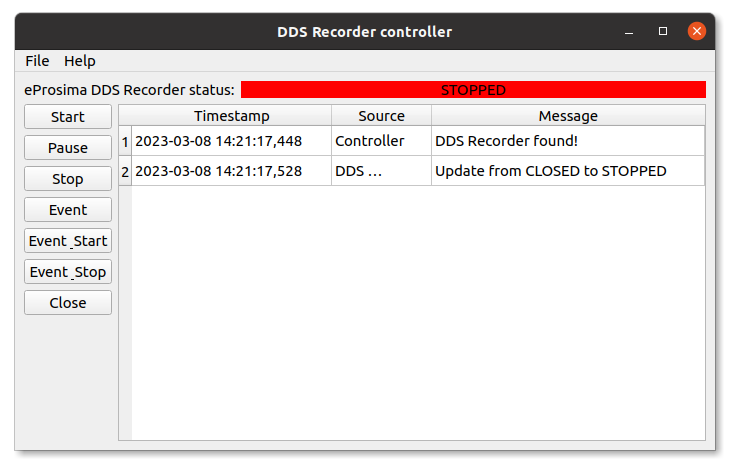 DDS Recorder controller
File Help
eProsima DDS Recorder status: STOPPED
Start
Pause
Stop
Event
Event_Start
Event_Stop
Close
Timestamp Source Message
1 2023-03-08 14:21:17,448 Controller DDS Recorder found!
2 2023-03-08 14:21:17,528 DDS ... Update from CLOSED to STOPPED